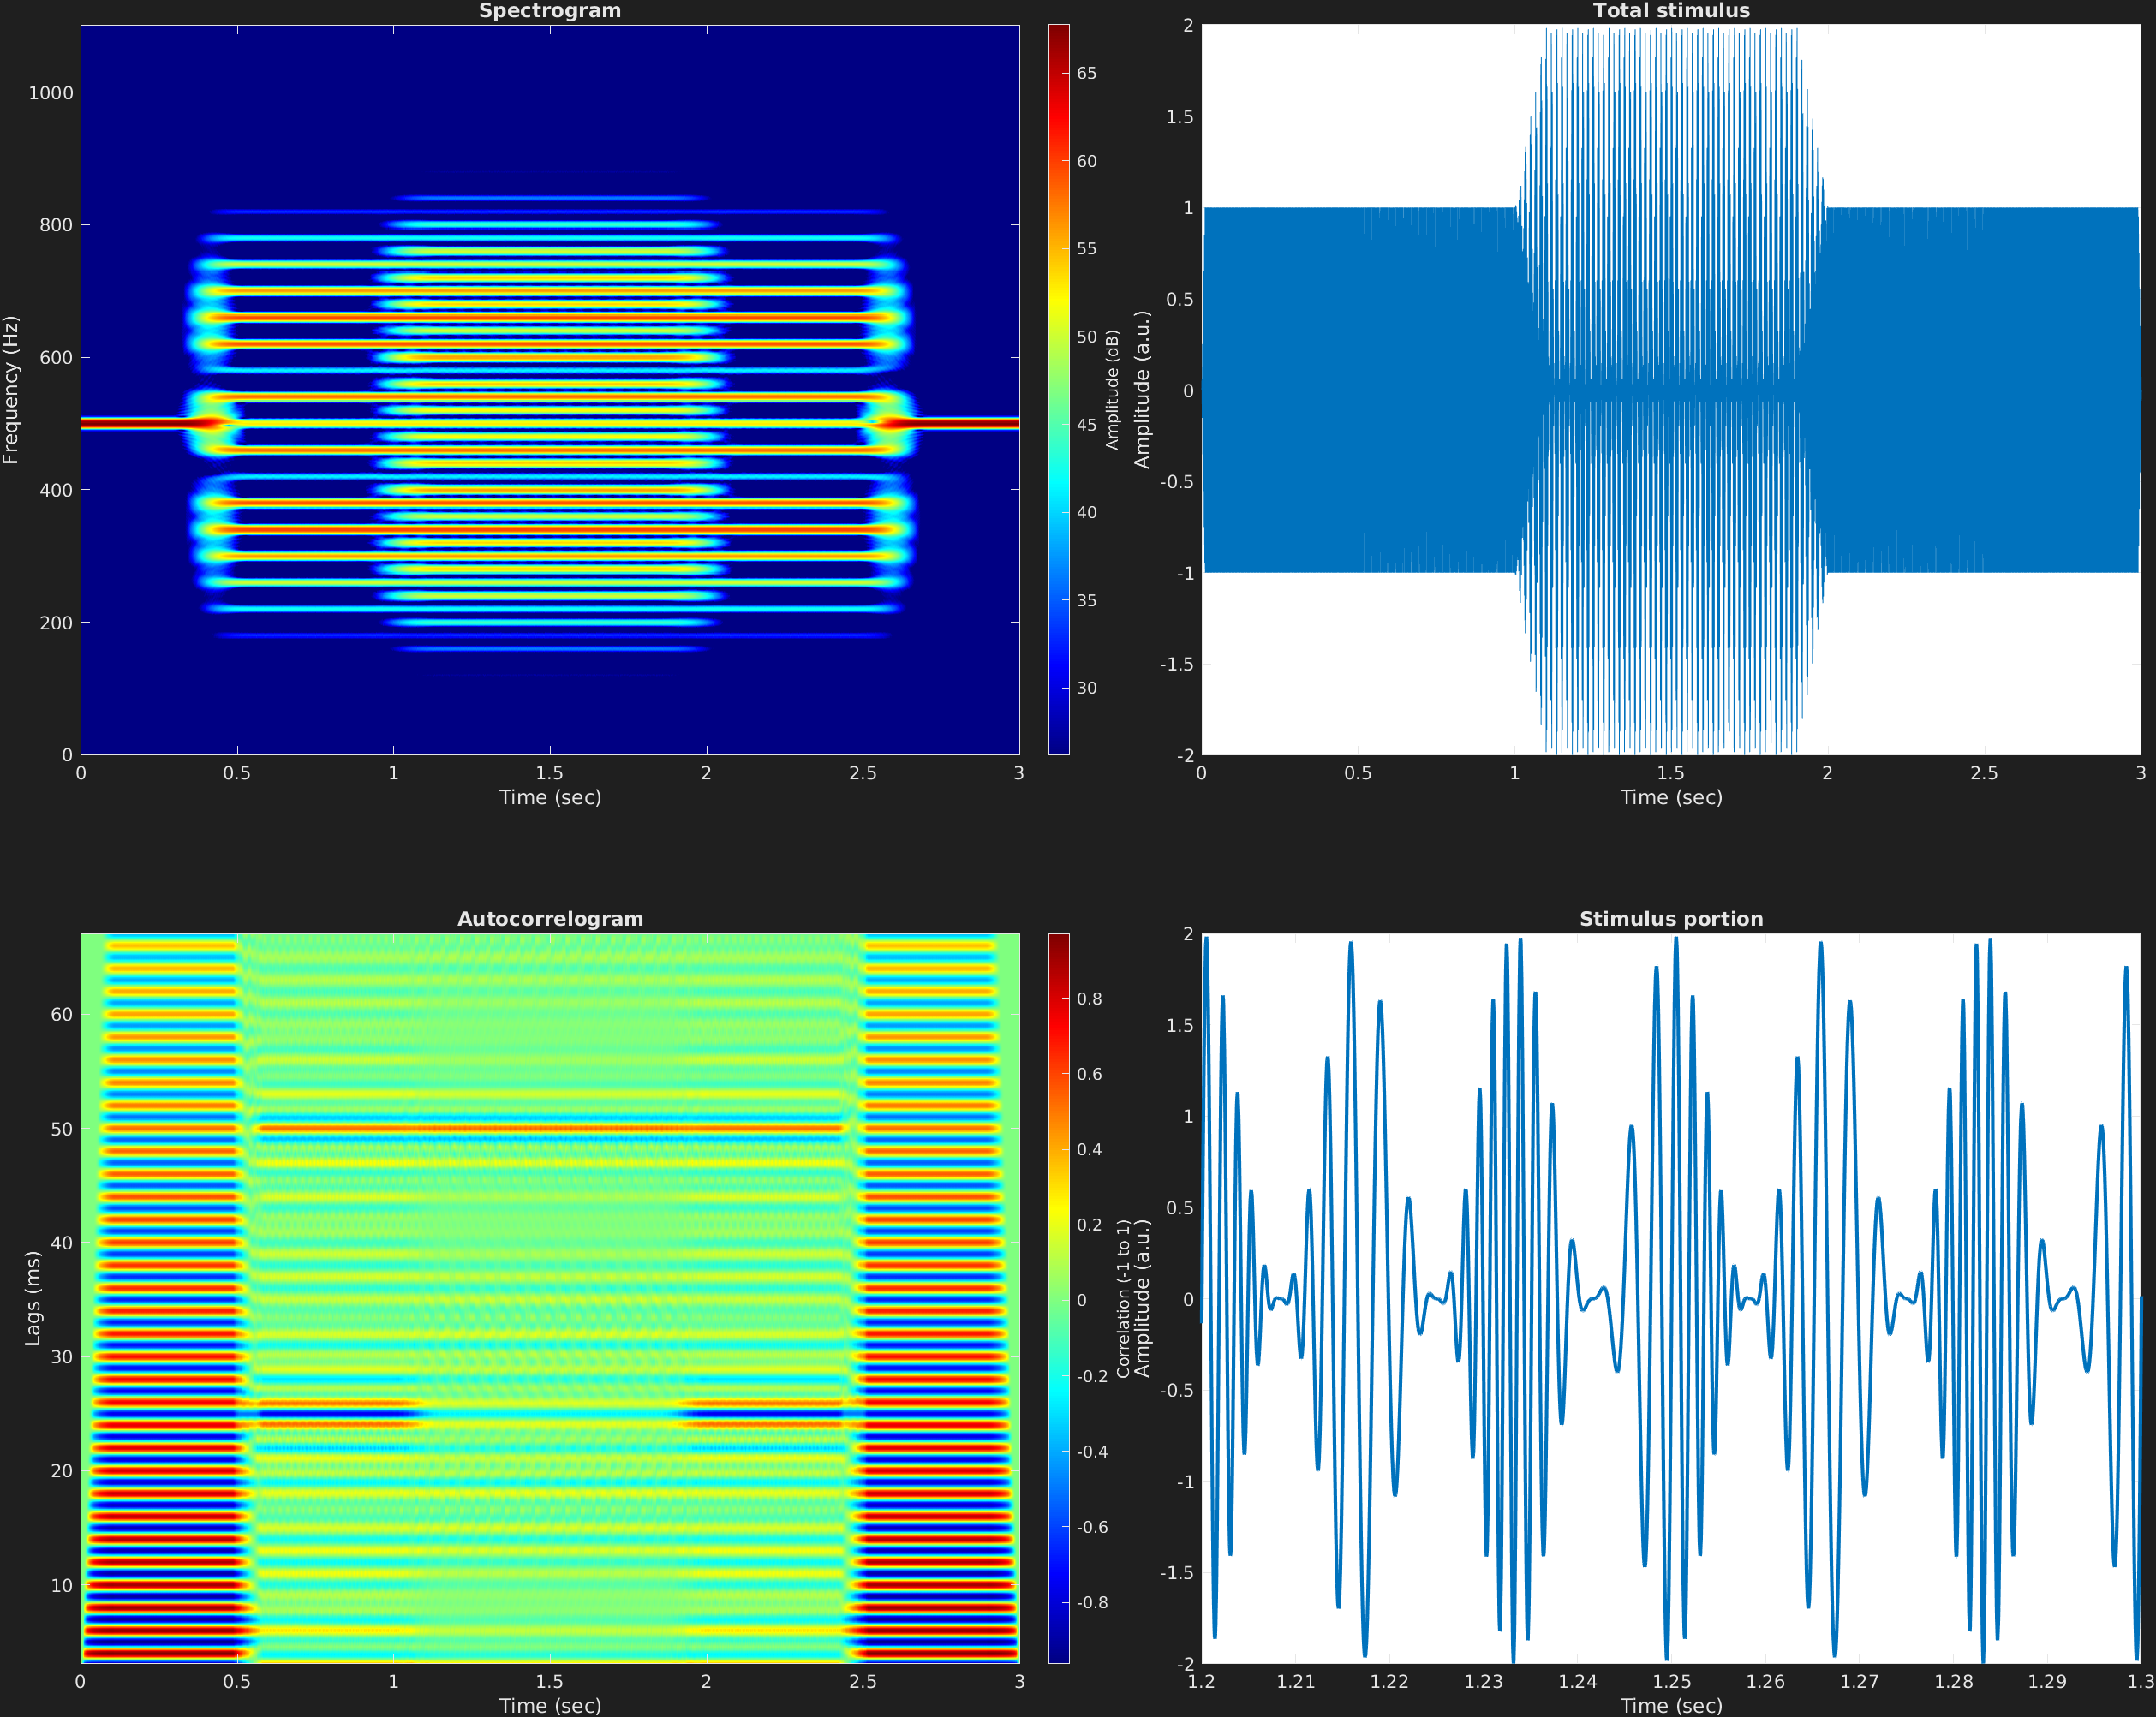 Spectrogram
1000
800
600
400
200
0
Frequency (Hz)
0 0.5 1 1.5 2 2.5 3
Time (sec)
65
60
55
50
45
40
35
30
Amplitude (dB)
Total stimulus
2
1.5
1
0.5
0
-0.5
-1
-1.5
-2
Amplitude (a.u.)
0 0.5 1 1.5 2 2.5 3
Time (sec)
Autocorrelogram
60
50
40
30
20
10
Lags (ms)
0 0.5 1 1.5 2 2.5 3
Time (sec)
0.8
0.6
0.4
0.2
0
-0.2
-0.4
-0.6
-0.8
Correlation (-1 to 1)
Stimulus portion
2
1.5
1
0.5
0
-0.5
-1
-1.5
-2
Amplitude (a.u.)
1.2 1.21 1.22 1.23 1.24 1.25 1.26 1.27 1.28 1.29 1.3
Time (sec)